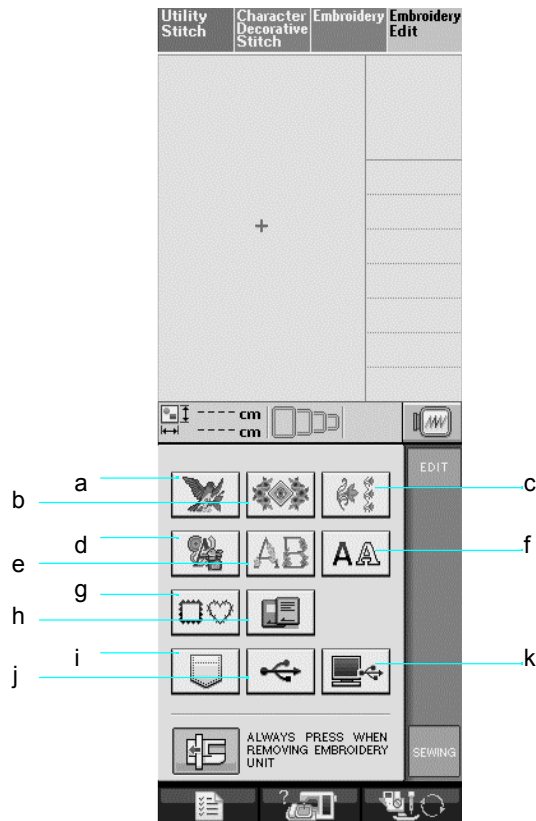 Utility Stitch
Character Decorative Stitch
Embroidery
Embroidery Edit
cm
cm
EDIT
a
b
c
d
e
AB
AA
f
g
h
i
j
k
ALWAYS PRESS WHEN
REMOVING EMBROIDERY
UNIT
SEWING
?